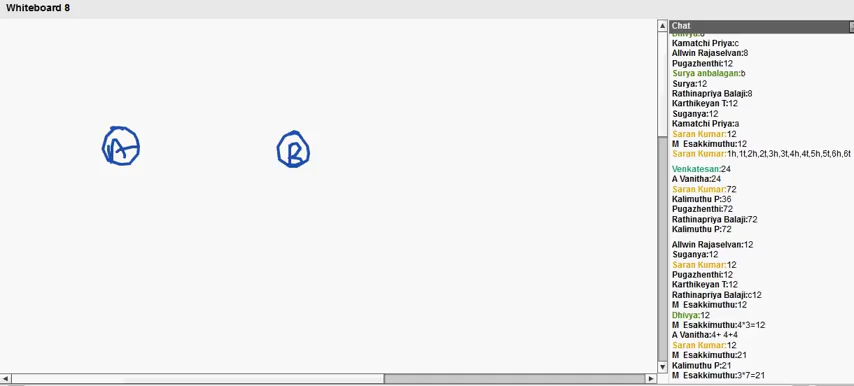 Whiteboard 8
A
B
Chat
Dhivya:8
Kamatchi Priya:c
Allwin Rajaselvan:8
Pugazhenthi:12
Surya anbalagan:b
Surya:12
Rathinapriya Balaji:8
Karthikeyan T:12
Suganya:12
Kamatchi Priya:a
Saran Kumar:12
M Esakkimuthu:12
Saran Kumar:1h,1t,2h,2t,3h,3t,4h,4t,5h,5t,6h,6t
Venkatesan:24
A Vanitha:24
Saran Kumar:72
Kalimuthu P:36
Pugazhenthi:72
Rathinapriya Balaji:72
Kalimuthu P:72
Allwin Rajaselvan:12
Suganya:12
Saran Kumar:12
Pugazhenthi:12
Karthikeyan T:12
Rathinapriya Balaji:c12
M Esakkimuthu:12
Dhivya:12
M Esakkimuthu:4*3=12
A Vanitha:4+ 4+4
Saran Kumar:12
M Esakkimuthu:21
Kalimuthu P:21
M Esakkimuthu:3*7=21